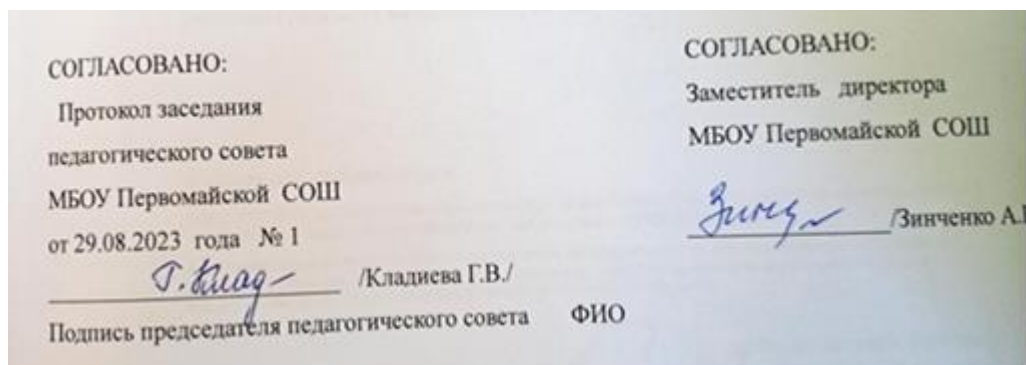 СОГЛАСОВАНО:
Протокол заседания
педагогического совета
МБОУ Первомайской СОШ
от 29.08.2023 года № 1
Г. Клад /Кладиева Г.В./
Подпись председателя педагогического совета ФИО
СОГЛАСОВАНО:
Заместитель директора
МБОУ Первомайской СОШ
/Зинченко А.